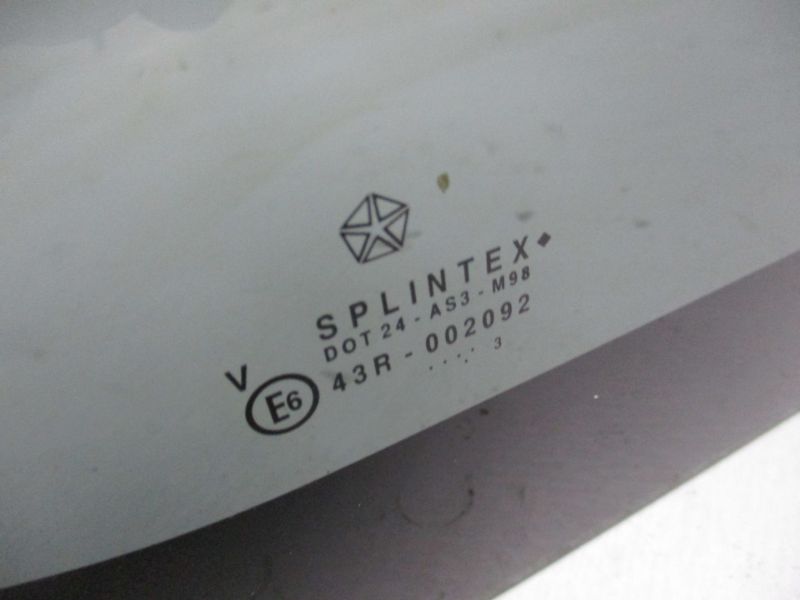 SPLINTEX
DOT 24 - AS3 - M98
43R - 002092
V
E6
.... 3